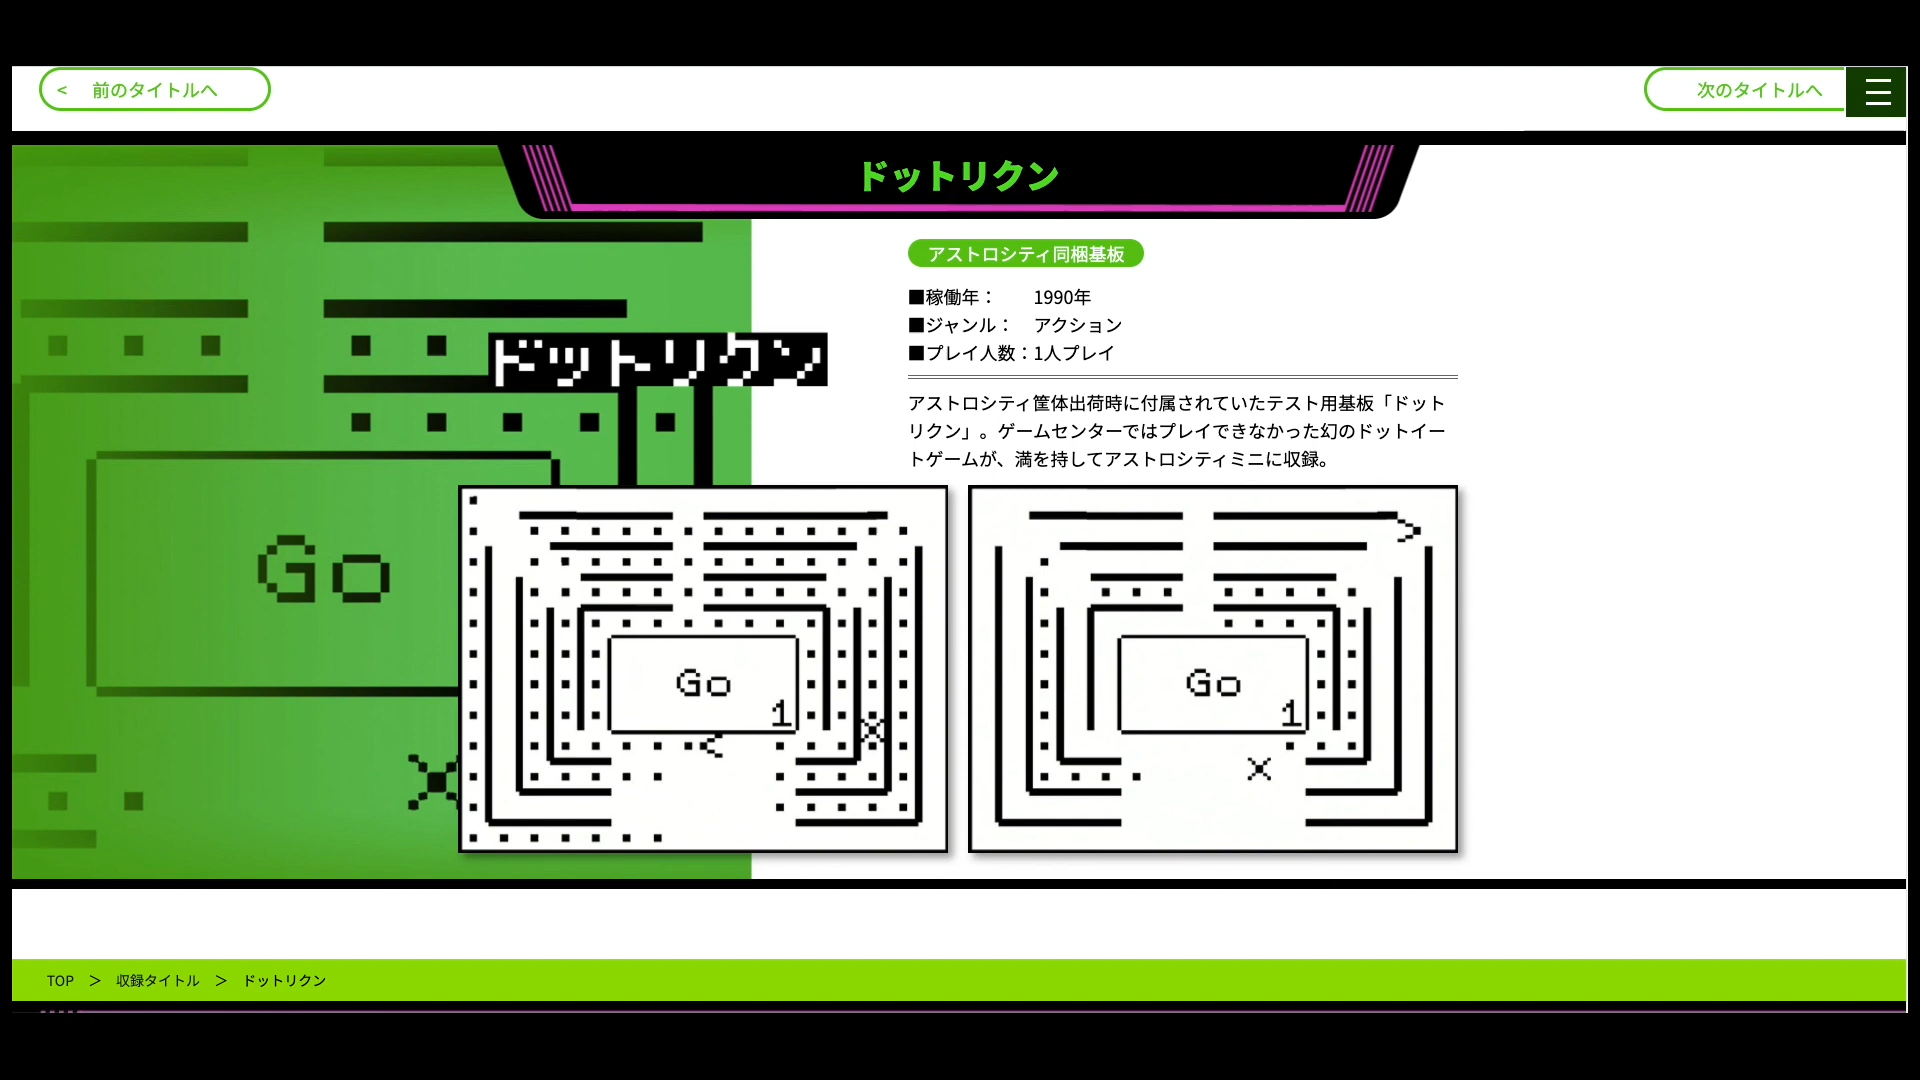 < 前のタイトルへ
次のタイトルへ
ドットリクン
アストロシティ同梱基板
■稼働年： 1990年
■ジャンル： アクション
■プレイ人数：1人プレイ
ドットリクン
アストロシティ筐体出荷時に付属されていたテスト用基板「ドット
リクン」。ゲームセンターではプレイできなかった幻のドットイー
トゲームが、満を持してアストロシティミニに収録。
Go
Go
1
Go
1
TOP ＞ 収録タイトル ＞ ドットリクン